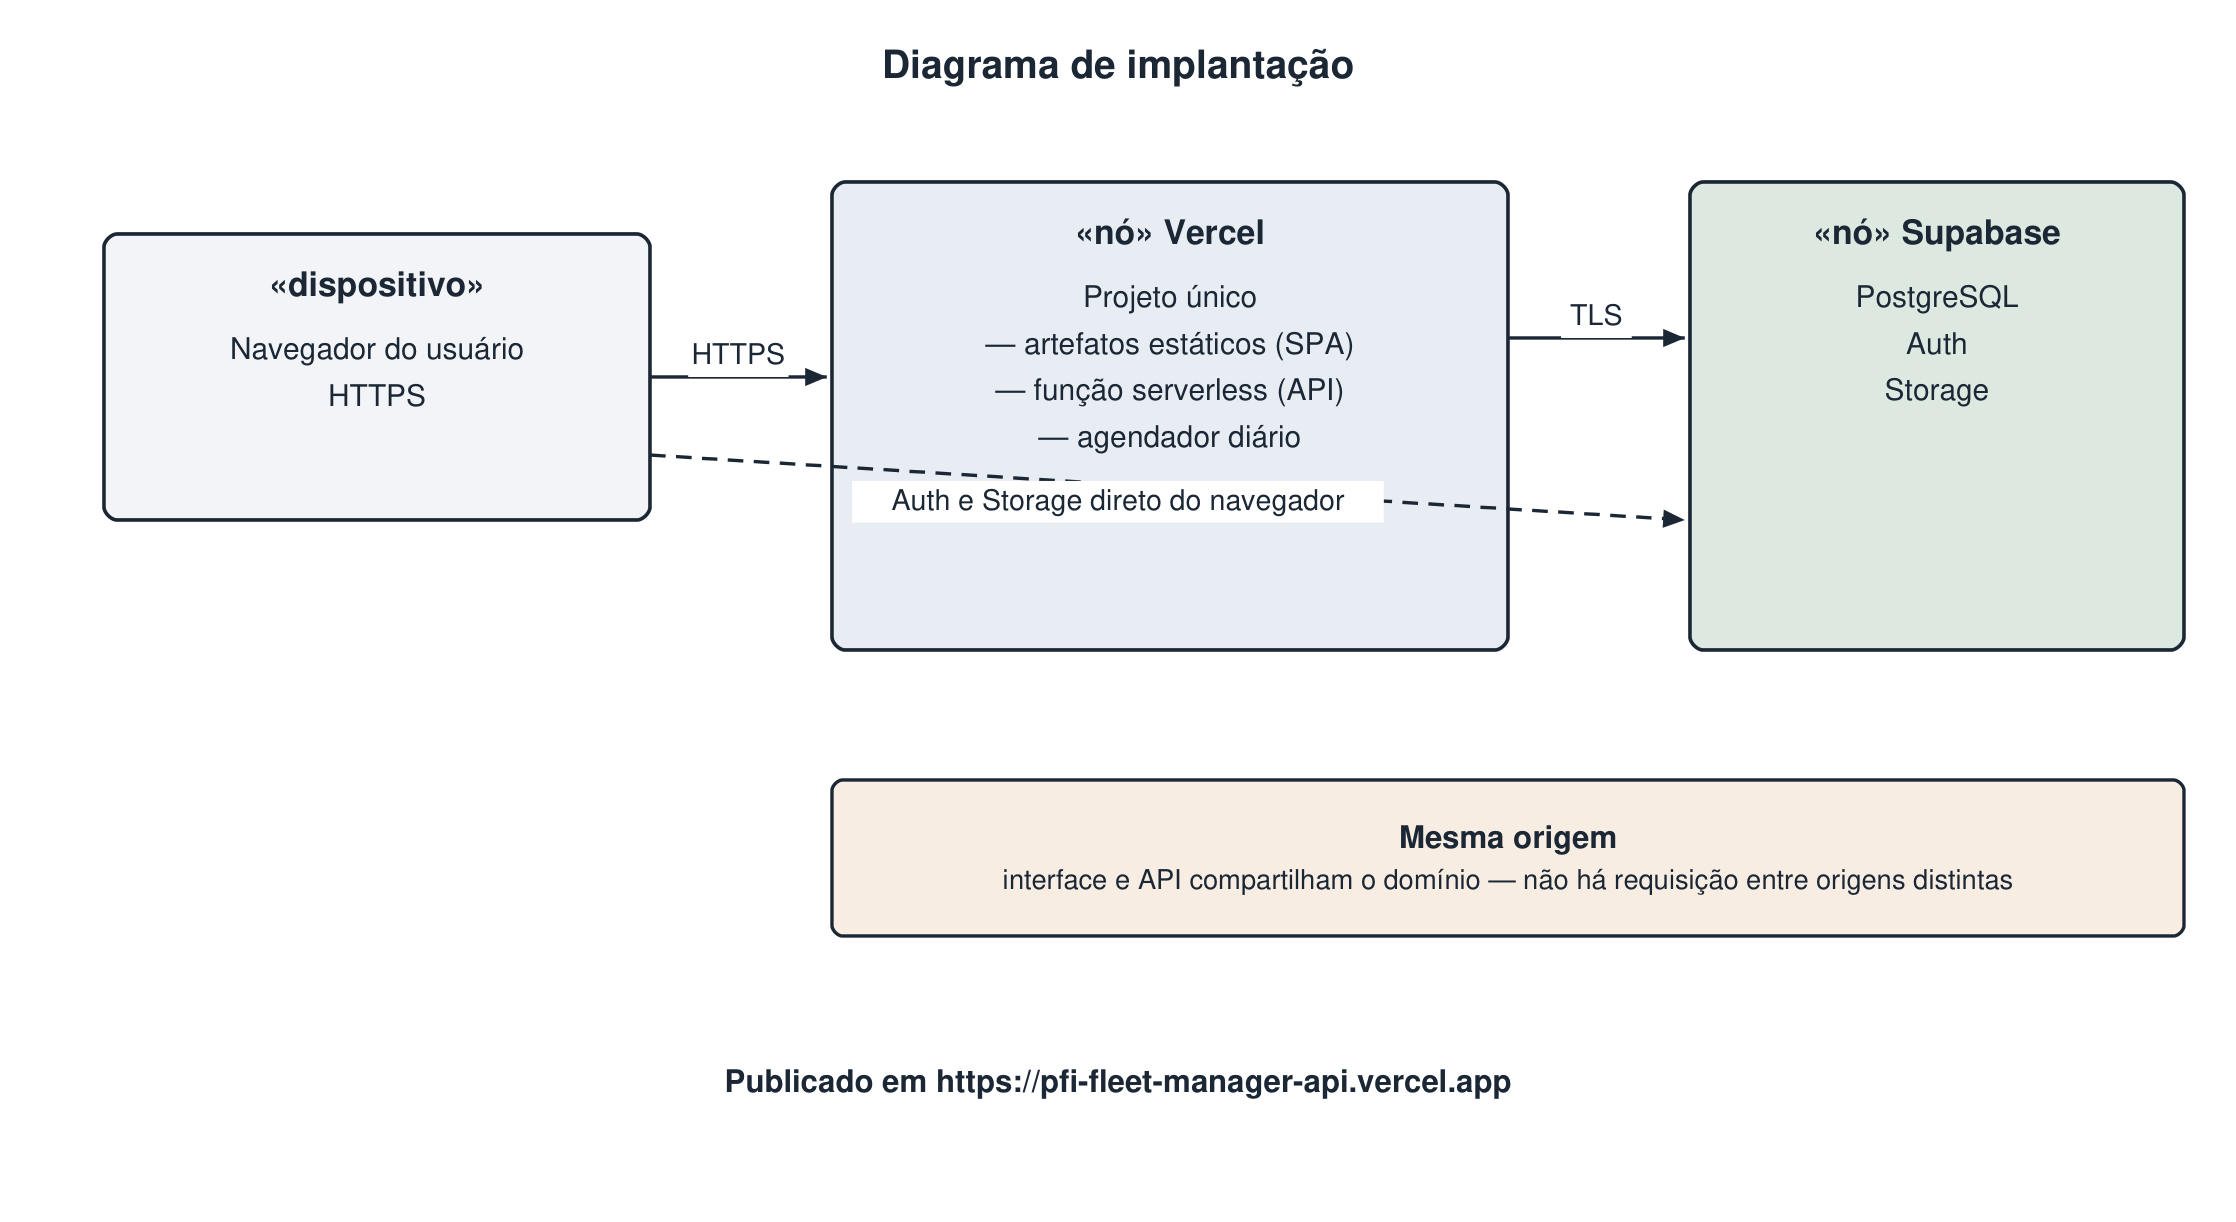 Diagrama de implantação
«dispositivo»
Navegador do usuário
HTTPS
HTTPS
«nó» Vercel
Projeto único
— artefatos estáticos (SPA)
— função serverless (API)
— agendador diário
Auth e Storage direto do navegador
TLS
«nó» Supabase
PostgreSQL
Auth
Storage
Mesma origem
interface e API compartilham o domínio — não há requisição entre origens distintas
Publicado em https://pfi-fleet-manager-api.vercel.app